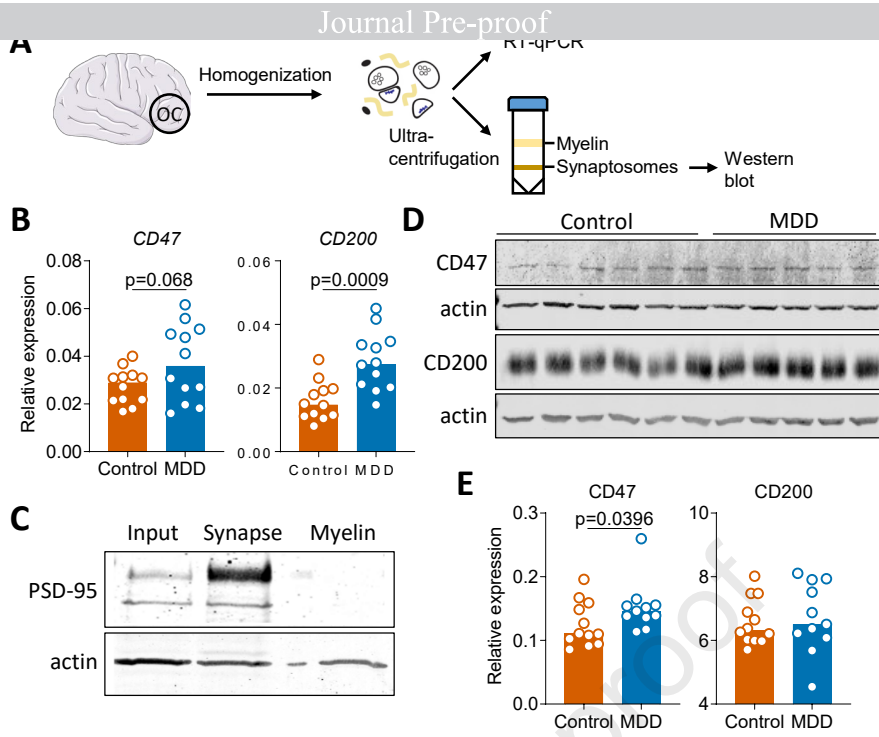 Journal Pre-proof
A
RT-qPCR
Homogenization
OC
Ultra-
centrifugation
Myelin
Synaptosomes
Western
blot
B
CD47
CD200
Relative expression
0.08
0.06
0.04
0.02
0.00
p=0.068
Control MDD
0.06
0.04
0.02
0.00
p=0.0009
Control MDD
C
Input Synapse Myelin
PSD-95
actin
D
Control MDD
CD47
actin
CD200
actin
E
CD47
CD200
Relative expression
0.3
0.2
0.1
0.0
p=0.0396
Control MDD
10
8
6
4
Control MDD
proof